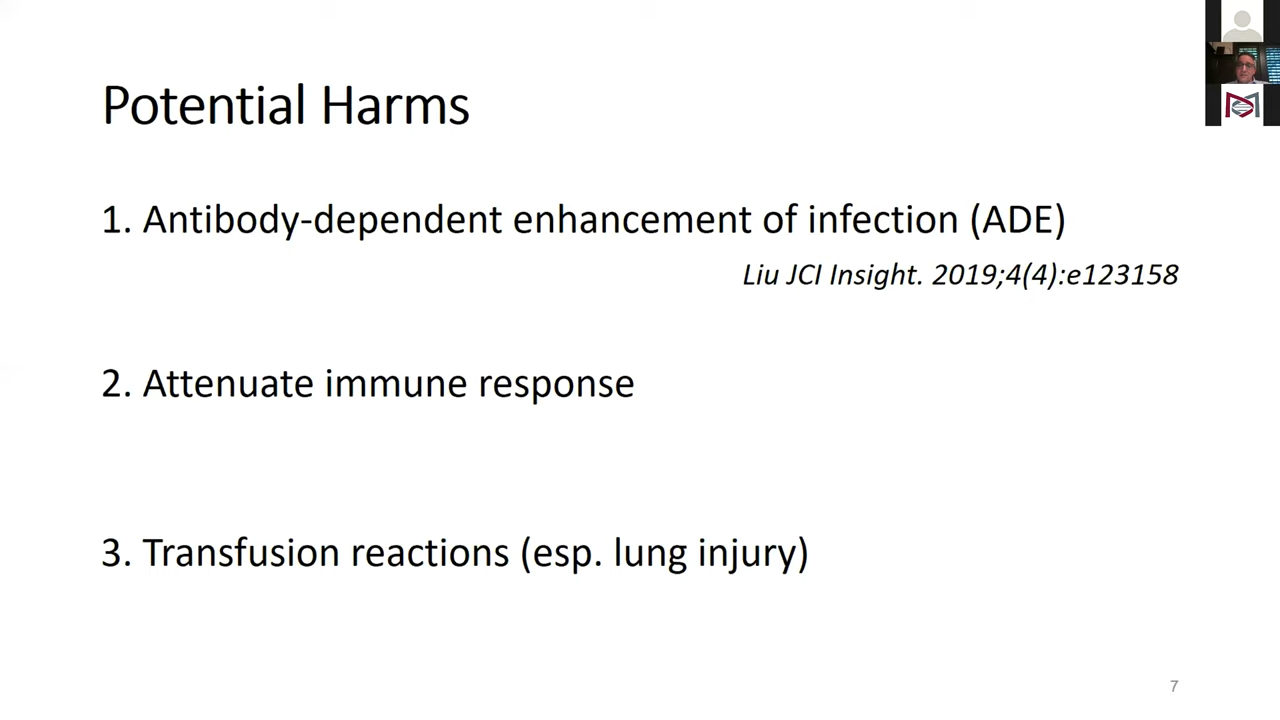 Potential Harms
1. Antibody-dependent enhancement of infection (ADE)
Liu JCI Insight. 2019;4(4):e123158
2. Attenuate immune response
3. Transfusion reactions (esp. lung injury)
7